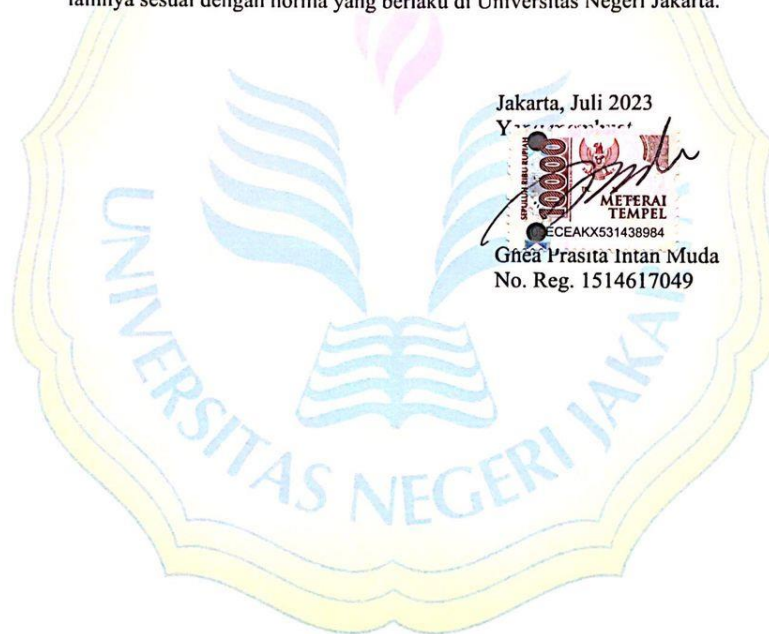 lainnya sesuai dengan norma yang berlaku di Universitas Negeri Jakarta.
Jakarta, Juli 2023
SEPULUH RIBU RUPIAH
10000
METERAI
TEMPEL
ECEAKX531438984
Ghea Prasita Intan Muda
No. Reg. 1514617049
UNIVERSITAS NEGERI